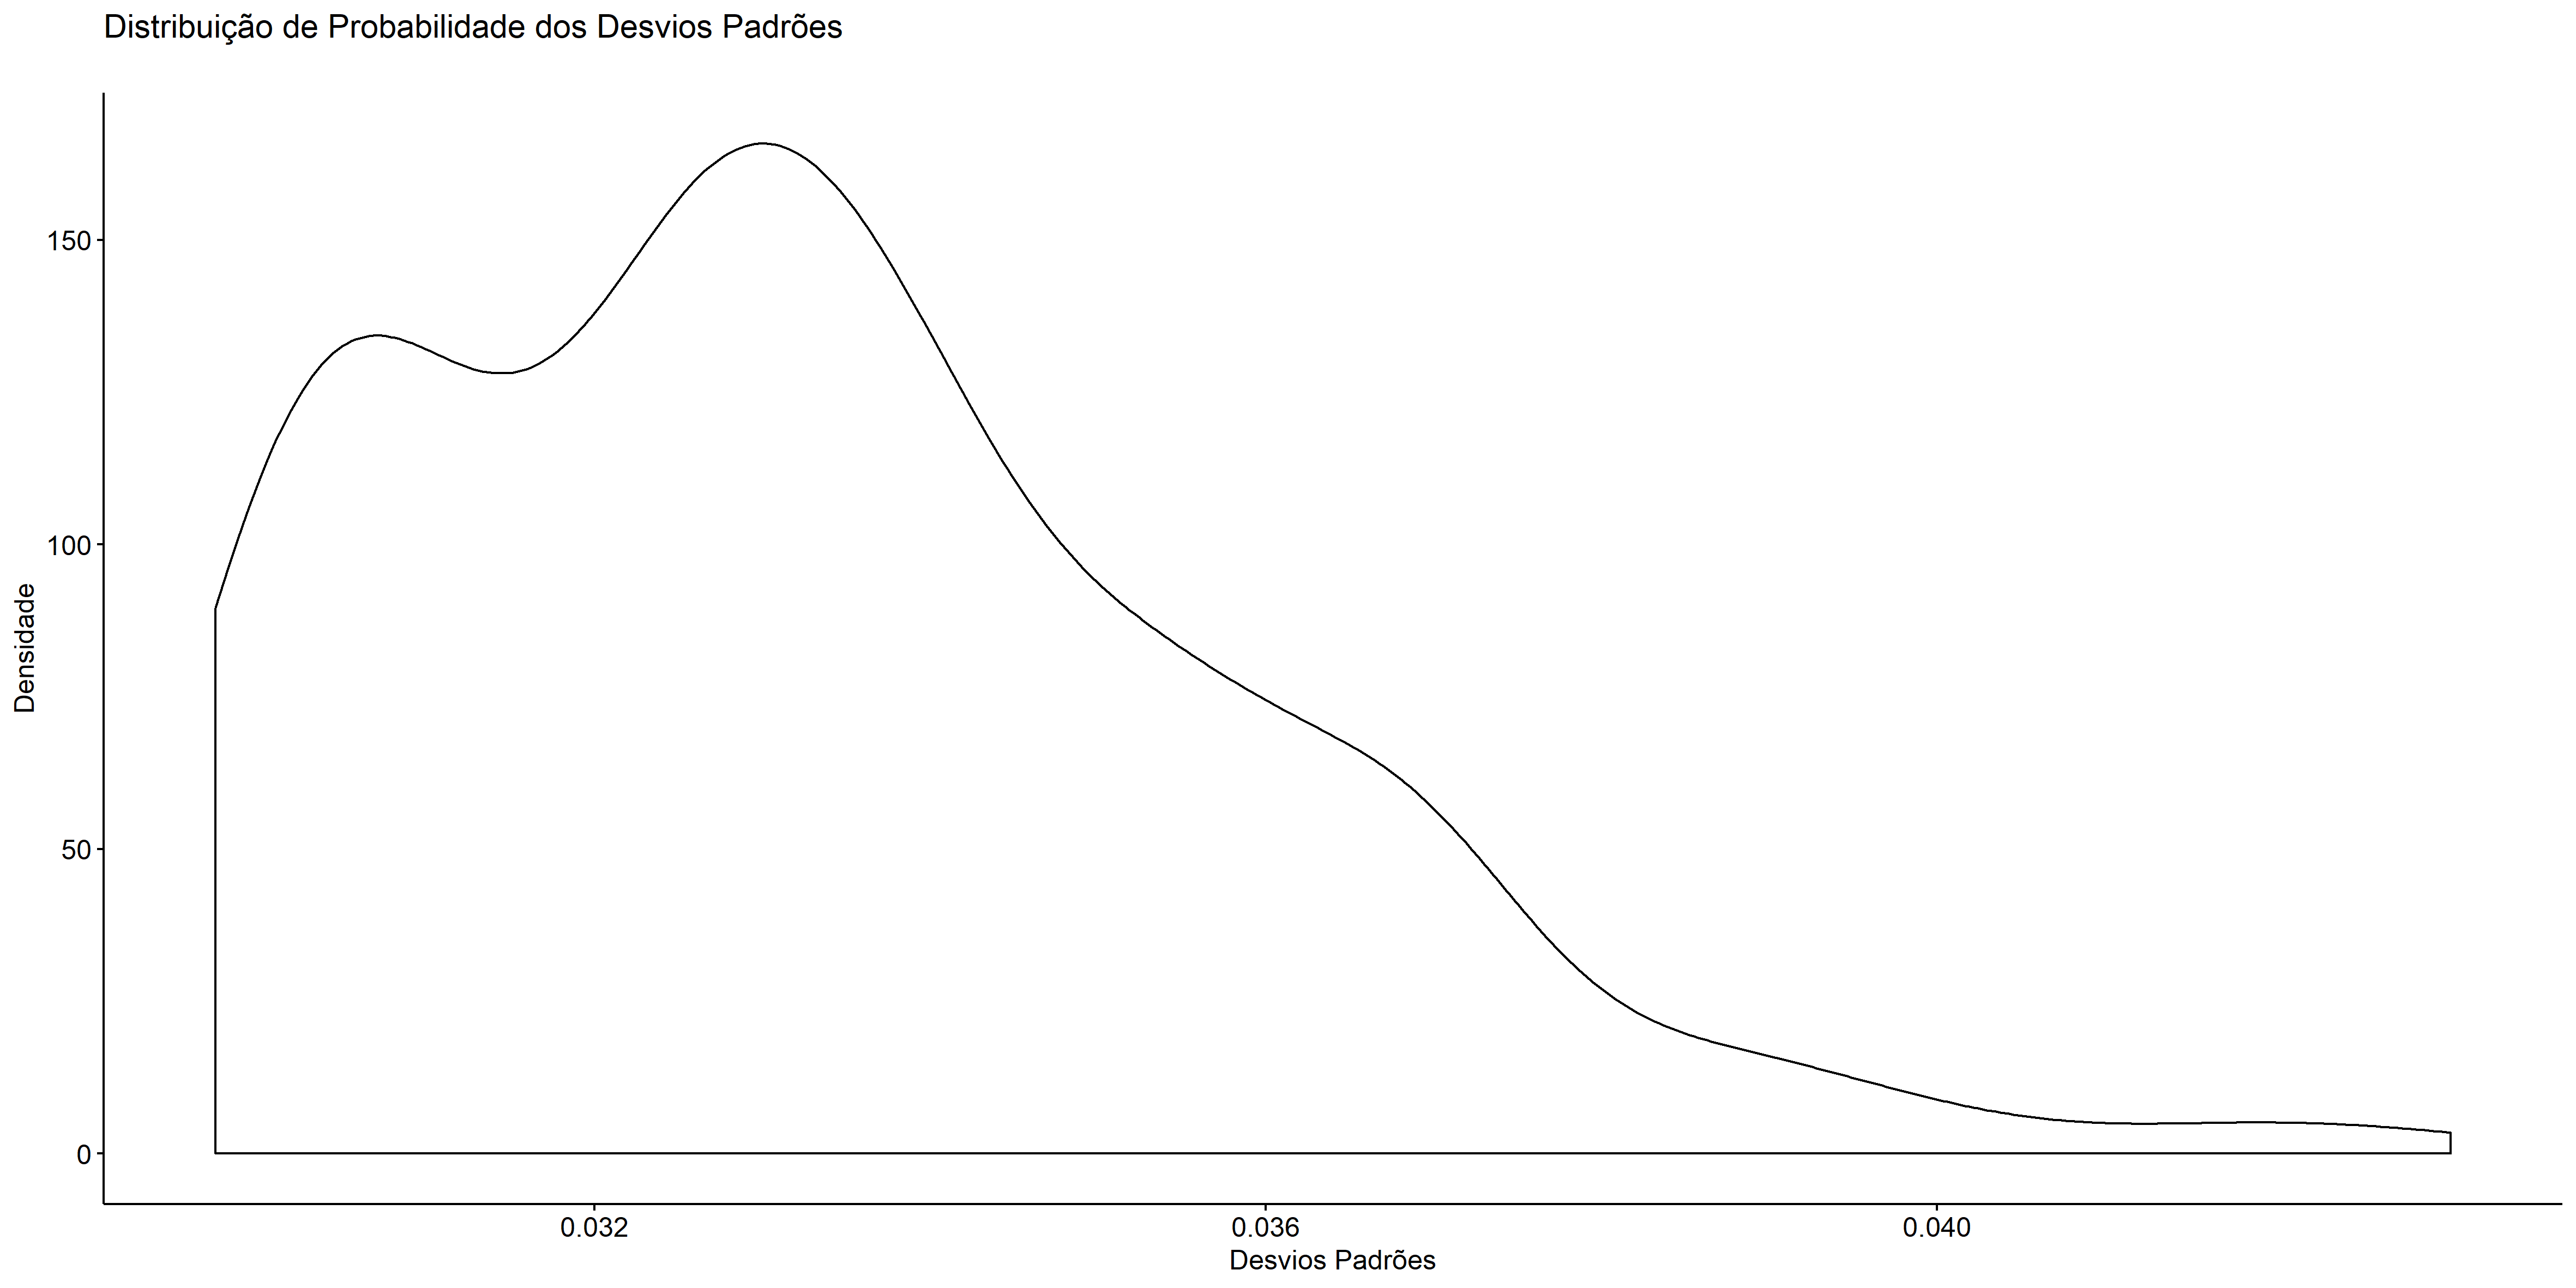 Distribuição de Probabilidade dos Desvios Padrões
150
100
50
0
Densidade
0.032 0.036 0.040
Desvios Padrões